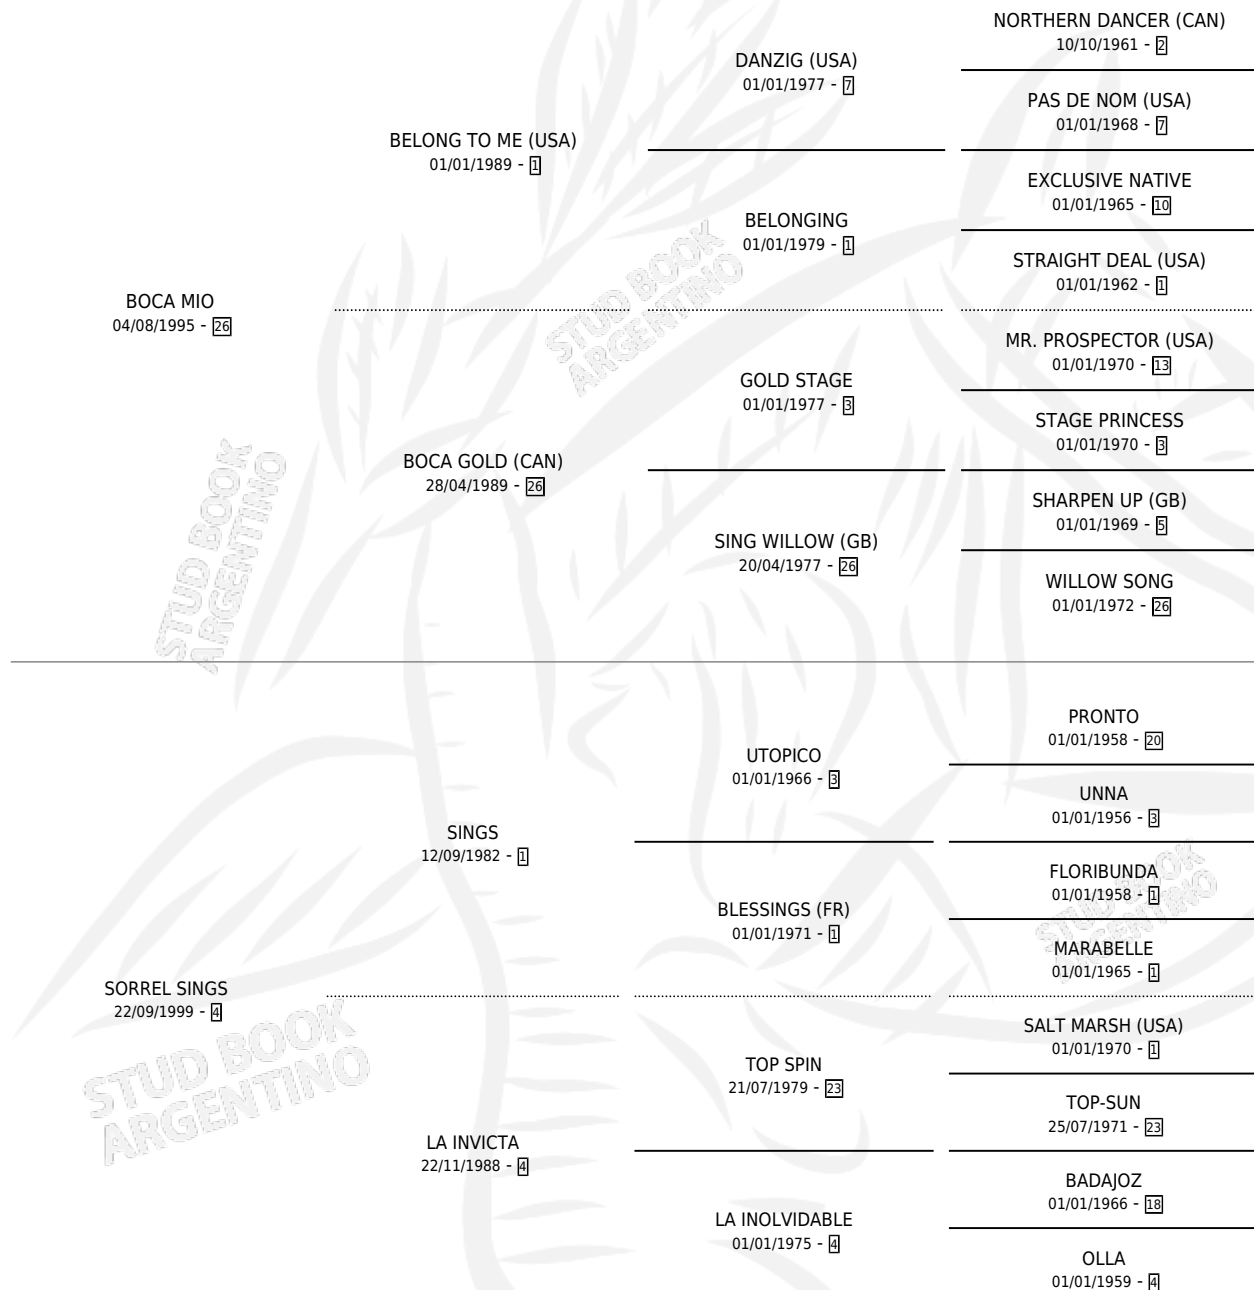 NORTHERN DANCER (CAN)
10/10/1961 - 2
DANZIG (USA)
01/01/1977 - 7
PAS DE NOM (USA)
01/01/1968 - 7
BELONG TO ME (USA)
01/01/1989 - 1
EXCLUSIVE NATIVE
01/01/1965 - 10
BELONGING
01/01/1979 - 1
STRAIGHT DEAL (USA)
01/01/1962 - 1
BOCA MIO
04/08/1995 - 26
MR. PROSPECTOR (USA)
01/01/1970 - 13
GOLD STAGE
01/01/1977 - 3
STAGE PRINCESS
01/01/1970 - 3
BOCA GOLD (CAN)
28/04/1989 - 26
SHARPEN UP (GB)
01/01/1969 - 5
SING WILLOW (GB)
20/04/1977 - 26
WILLOW SONG
01/01/1972 - 26
PRONTO
01/01/1958 - 20
UTOPICO
01/01/1966 - 3
UNNA
01/01/1956 - 3
SINGS
12/09/1982 - 1
FLORIBUNDA
01/01/1958 - 1
BLESSINGS (FR)
01/01/1971 - 1
MARABELLE
01/01/1965 - 1
SORREL SINGS
22/09/1999 - 4
SALT MARSH (USA)
01/01/1970 - 1
TOP SPIN
21/07/1979 - 23
TOP-SUN
25/07/1971 - 23
LA INVICTA
22/11/1988 - 4
BADAJOZ
01/01/1966 - 18
LA INOLVIDABLE
01/01/1975 - 4
OLLA
01/01/1959 - 4
STUD BOOK
ARGENTINO
STUD BOOK
ARGENTINO
STUD BOOK
ARGENTINO
STUD BOOK
ARGENTINO